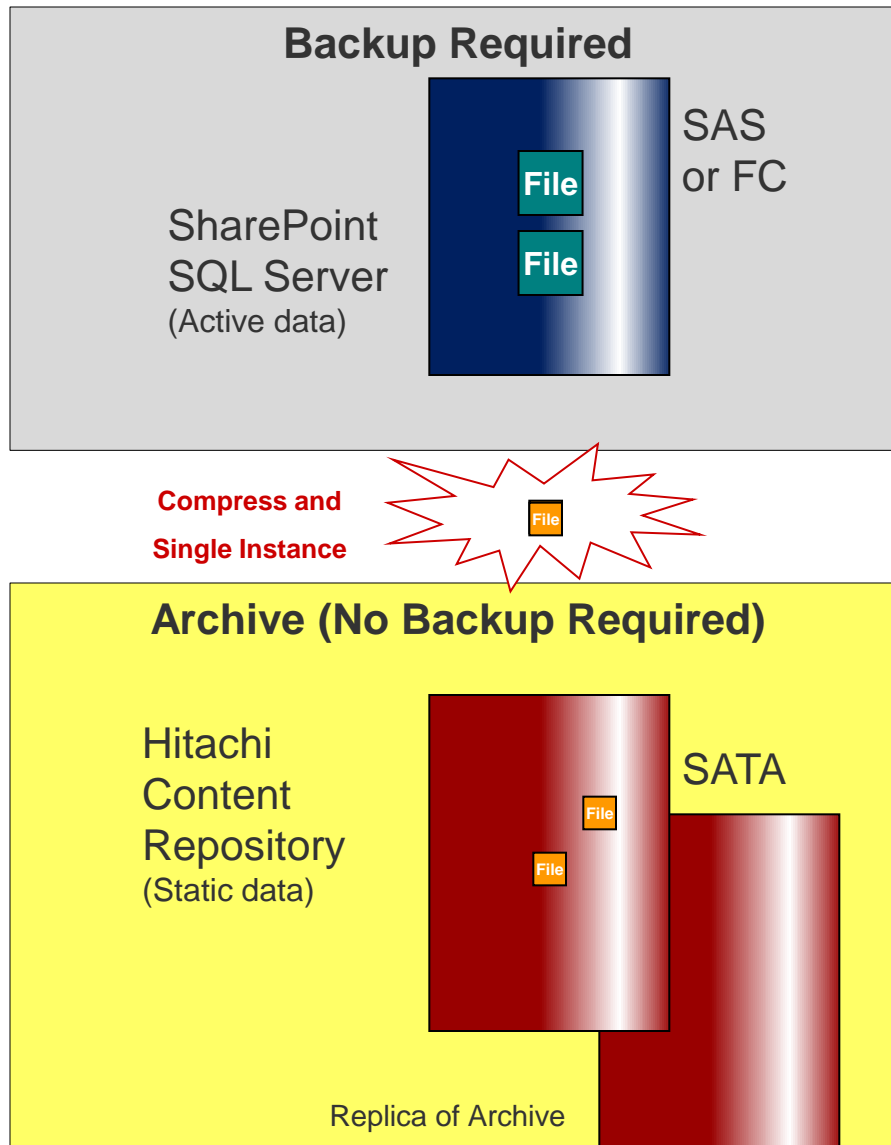 Backup Required
SAS
or FC
File
File
SharePoint
SQL Server
(Active data)
Compress and
Single Instance
File
Archive (No Backup Required)
Hitachi
Content
Repository
(Static data)
SATA
File
File
Replica of Archive